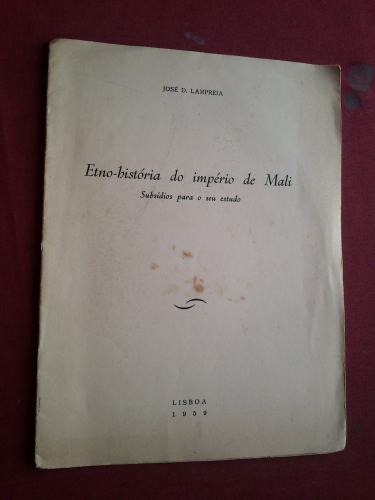 JOSÉ D. LAMPREIA
Etno-história do império de Mali
Subsídios para o seu estudo
LISBOA
1959